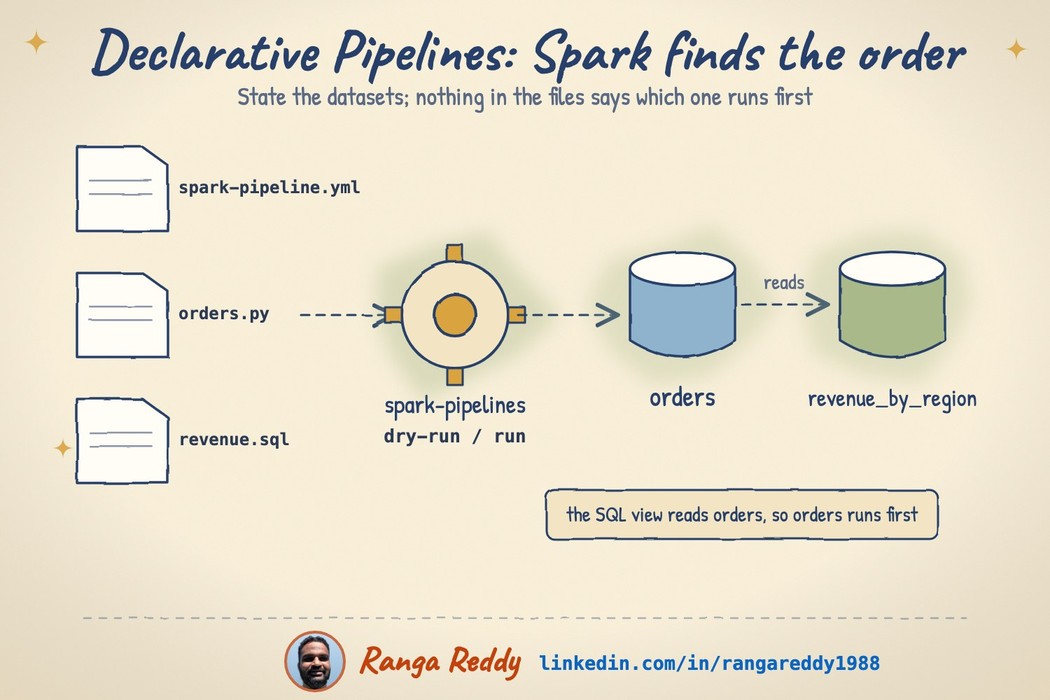 Declarative Pipelines: Spark finds the order
State the datasets; nothing in the files says which one runs first
spark-pipeline.yml
orders.py
revenue.sql
spark-pipelines
dry-run / run
reads
orders
revenue_by_region
the SQL view reads orders, so orders runs first
Ranga Reddy
linkedin.com/in/rangareddy1988